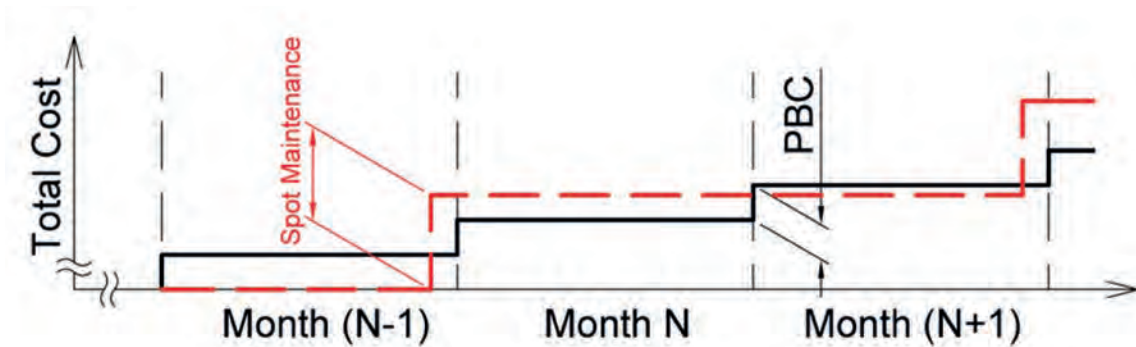 Total Cost
Spot Maintenance
PBC
Month (N-1)
Month N
Month (N+1)